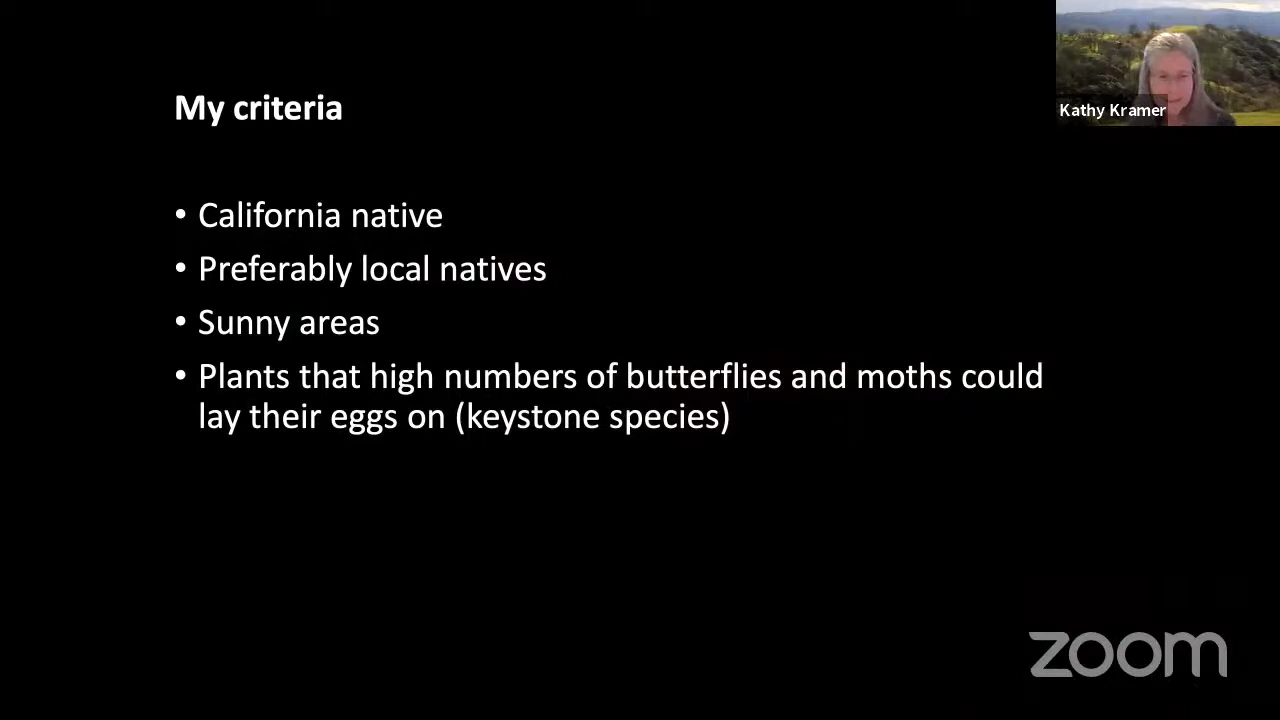 My criteria
Kathy Kramer
• California native
• Preferably local natives
• Sunny areas
• Plants that high numbers of butterflies and moths could
lay their eggs on (keystone species)
zoom